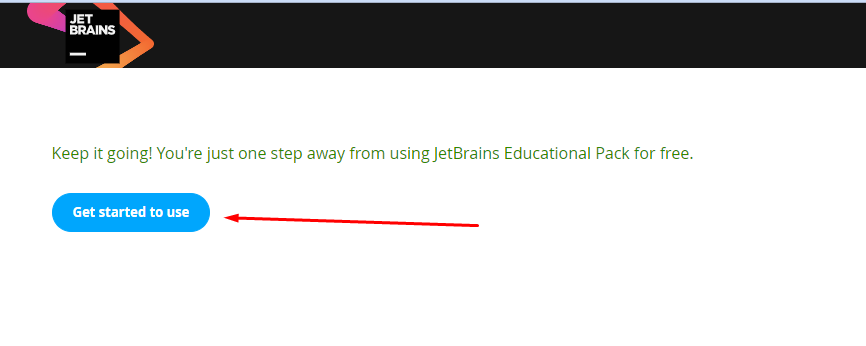 JET
BRAINS
Keep it going! You're just one step away from using JetBrains Educational Pack for free.
Get started to use